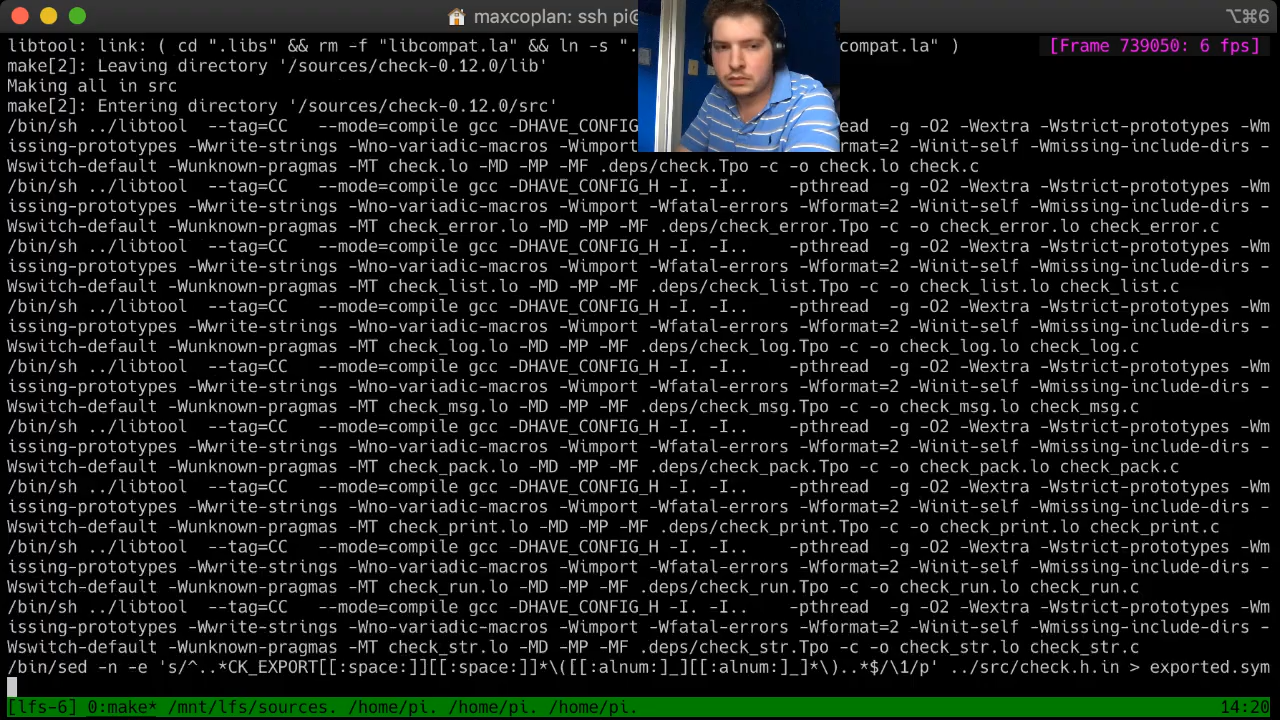 maxcoplan: ssh pi@
⌥⌘6
libtool: link: ( cd ".libs" && rm -f "libcompat.la" && ln -s ". compat.la" )
[Frame 739050: 6 fps]
make[2]: Leaving directory '/sources/check-0.12.0/lib'
Making all in src
make[2]: Entering directory '/sources/check-0.12.0/src'
/bin/sh ../libtool  --tag=CC   --mode=compile gcc -DHAVE_CONFIG ead  -g -O2 -Wextra -Wstrict-prototypes -Wm
issing-prototypes -Wwrite-strings -Wno-variadic-macros -Wimport =2 -Winit-self -Wmissing-include-dirs -
Wswitch-default -Wunknown-pragmas -MT check.lo -MD -MP -MF .deps/check.Tpo -c -o check.lo check.c
/bin/sh ../libtool  --tag=CC   --mode=compile gcc -DHAVE_CONFIG_H -I. -I..    -pthread  -g -O2 -Wextra -Wstrict-prototypes -Wm
issing-prototypes -Wwrite-strings -Wno-variadic-macros -Wimport -Wfatal-errors -Wformat=2 -Winit-self -Wmissing-include-dirs -
Wswitch-default -Wunknown-pragmas -MT check_error.lo -MD -MP -MF .deps/check_error.Tpo -c -o check_error.lo check_error.c
/bin/sh ../libtool  --tag=CC   --mode=compile gcc -DHAVE_CONFIG_H -I. -I..    -pthread  -g -O2 -Wextra -Wstrict-prototypes -Wm
issing-prototypes -Wwrite-strings -Wno-variadic-macros -Wimport -Wfatal-errors -Wformat=2 -Winit-self -Wmissing-include-dirs -
Wswitch-default -Wunknown-pragmas -MT check_list.lo -MD -MP -MF .deps/check_list.Tpo -c -o check_list.lo check_list.c
/bin/sh ../libtool  --tag=CC   --mode=compile gcc -DHAVE_CONFIG_H -I. -I..    -pthread  -g -O2 -Wextra -Wstrict-prototypes -Wm
issing-prototypes -Wwrite-strings -Wno-variadic-macros -Wimport -Wfatal-errors -Wformat=2 -Winit-self -Wmissing-include-dirs -
Wswitch-default -Wunknown-pragmas -MT check_log.lo -MD -MP -MF .deps/check_log.Tpo -c -o check_log.lo check_log.c
/bin/sh ../libtool  --tag=CC   --mode=compile gcc -DHAVE_CONFIG_H -I. -I..    -pthread  -g -O2 -Wextra -Wstrict-prototypes -Wm
issing-prototypes -Wwrite-strings -Wno-variadic-macros -Wimport -Wfatal-errors -Wformat=2 -Winit-self -Wmissing-include-dirs -
Wswitch-default -Wunknown-pragmas -MT check_msg.lo -MD -MP -MF .deps/check_msg.Tpo -c -o check_msg.lo check_msg.c
/bin/sh ../libtool  --tag=CC   --mode=compile gcc -DHAVE_CONFIG_H -I. -I..    -pthread  -g -O2 -Wextra -Wstrict-prototypes -Wm
issing-prototypes -Wwrite-strings -Wno-variadic-macros -Wimport -Wfatal-errors -Wformat=2 -Winit-self -Wmissing-include-dirs -
Wswitch-default -Wunknown-pragmas -MT check_pack.lo -MD -MP -MF .deps/check_pack.Tpo -c -o check_pack.lo check_pack.c
/bin/sh ../libtool  --tag=CC   --mode=compile gcc -DHAVE_CONFIG_H -I. -I..    -pthread  -g -O2 -Wextra -Wstrict-prototypes -Wm
issing-prototypes -Wwrite-strings -Wno-variadic-macros -Wimport -Wfatal-errors -Wformat=2 -Winit-self -Wmissing-include-dirs -
Wswitch-default -Wunknown-pragmas -MT check_print.lo -MD -MP -MF .deps/check_print.Tpo -c -o check_print.lo check_print.c
/bin/sh ../libtool  --tag=CC   --mode=compile gcc -DHAVE_CONFIG_H -I. -I..    -pthread  -g -O2 -Wextra -Wstrict-prototypes -Wm
issing-prototypes -Wwrite-strings -Wno-variadic-macros -Wimport -Wfatal-errors -Wformat=2 -Winit-self -Wmissing-include-dirs -
Wswitch-default -Wunknown-pragmas -MT check_run.lo -MD -MP -MF .deps/check_run.Tpo -c -o check_run.lo check_run.c
/bin/sh ../libtool  --tag=CC   --mode=compile gcc -DHAVE_CONFIG_H -I. -I..    -pthread  -g -O2 -Wextra -Wstrict-prototypes -Wm
issing-prototypes -Wwrite-strings -Wno-variadic-macros -Wimport -Wfatal-errors -Wformat=2 -Winit-self -Wmissing-include-dirs -
Wswitch-default -Wunknown-pragmas -MT check_str.lo -MD -MP -MF .deps/check_str.Tpo -c -o check_str.lo check_str.c
/bin/sed -n -e 's/^..*CK_EXPORT[[:space:]][[:space:]]*\([[:alnum:]_][[:alnum:]_]*\)..*$/\1/p' ../src/check.h.in > exported.sym
[lfs-6] 0:make* /mnt/lfs/sources. /home/pi. /home/pi. /home/pi.
14:20